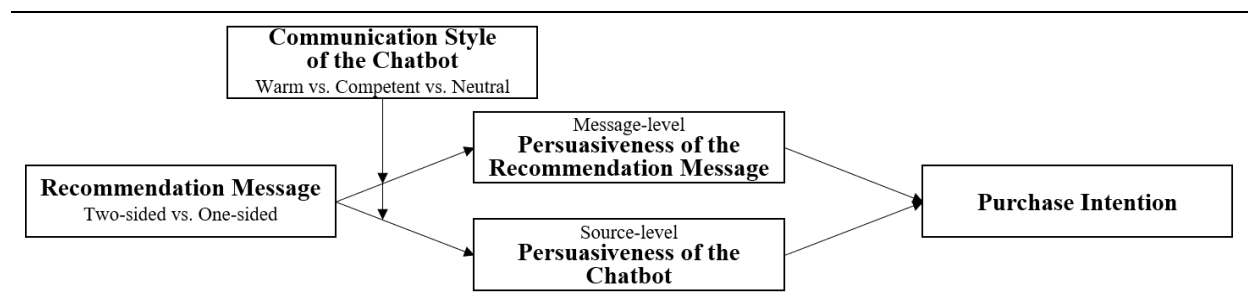 Communication Style
of the Chatbot
Warm vs. Competent vs. Neutral
Message-level
Persuasiveness of the
Recommendation Message
Recommendation Message
Two-sided vs. One-sided
Purchase Intention
Source-level
Persuasiveness of the
Chatbot